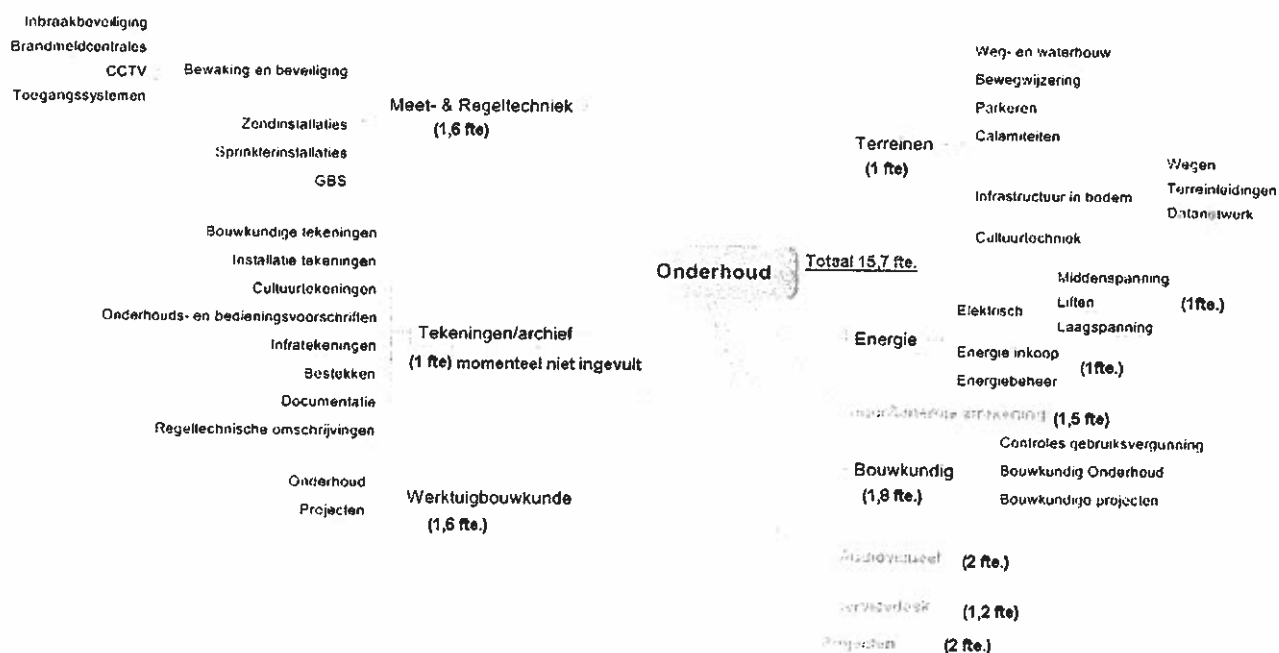 Inbraakbeveiliging
Brandmeldcentrales
CCTV
Toegangssystemen
Bewaking en beveiliging
Zendinstallaties
Sprinklerinstallaties
GBS
Meet- & Regeltechniek
(1,6 fte)
Bouwkundige tekeningen
Installatie tekeningen
Cultuurtekeningen
Onderhouds- en bedieningsvoorschriften
Infratekeningen
Bestekken
Documentatie
Regeltechnische omschrijvingen
Tekeningen/archief
(1 fte) momenteel niet ingevult
Onderhoud
Projecten
Werktuigbouwkunde
(1,6 fte.)
Onderhoud
Totaal 15,7 fte.
Terreinen
(1 fte)
Weg- en waterbouw
Bewegwijzering
Parkeren
Calamiteiten
Infrastructuur in bodem
Wegen
Terreinleidingen
Datanetwerk
Cultuurtechniek
Energie
Elektrisch
Middenspanning
Liften
Laagspanning
(1fte.)
Energie inkoop
Energiebeheer
(1fte.)
(1,5 fte)
Bouwkundig
(1,8 fte.)
Controles gebruiksvergunning
Bouwkundig Onderhoud
Bouwkundige projecten
Audiovisueel (2 fte.)
Servicedesk (1,2 fte)
Projecten (2 fte.)